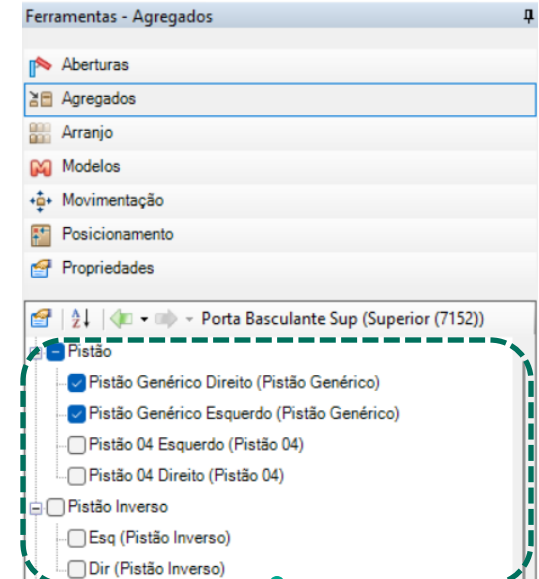 Ferramentas - Agregados
Aberturas
Agregados
Arranjo
Modelos
Movimentação
Posicionamento
Propriedades
Porta Basculante Sup (Superior (7152))
Pistão
Pistão Genérico Direito (Pistão Genérico)
Pistão Genérico Esquerdo (Pistão Genérico)
Pistão 04 Esquerdo (Pistão 04)
Pistão 04 Direito (Pistão 04)
Pistão Inverso
Esq (Pistão Inverso)
Dir (Pistão Inverso)